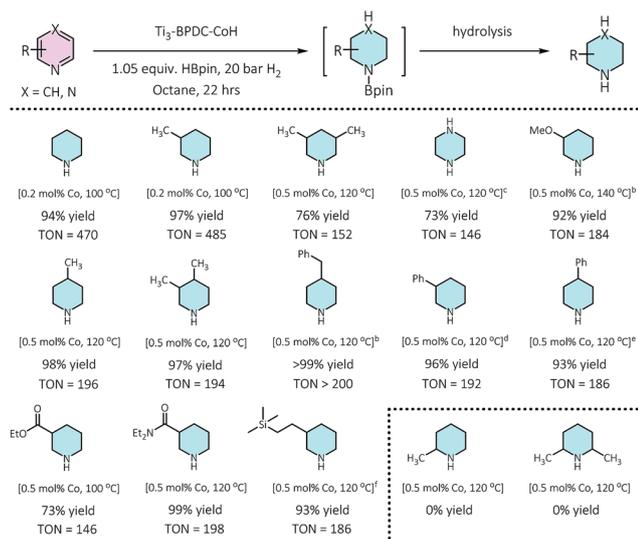 X
R
N
X = CH, N
Ti₃-BPDC-CoH
1.05 equiv. HBpin, 20 bar H₂
Octane, 22 hrs
H
X
R
N
Bpin
hydrolysis
H
X
R
N
H
N
H
[0.2 mol% Co, 100 °C]
94% yield
TON = 470
H₃C
N
H
[0.2 mol% Co, 100 °C]
97% yield
TON = 485
H₃C
CH₃
N
H
[0.5 mol% Co, 120 °C]
76% yield
TON = 152
H
N
N
H
[0.5 mol% Co, 120 °C]ᶜ
73% yield
TON = 146
MeO
N
H
[0.5 mol% Co, 140 °C]ᵇ
92% yield
TON = 184
CH₃
N
H
[0.5 mol% Co, 120 °C]
98% yield
TON = 196
CH₃
H₃C
N
H
[0.5 mol% Co, 120 °C]
97% yield
TON = 194
Ph
N
H
[0.5 mol% Co, 120 °C]ᵇ
>99% yield
TON > 200
Ph
N
H
[0.5 mol% Co, 120 °C]ᵈ
96% yield
TON = 192
Ph
N
H
[0.5 mol% Co, 120 °C]ᵉ
93% yield
TON = 186
O
EtO
N
H
[0.5 mol% Co, 100 °C]
73% yield
TON = 146
O
Et₂N
N
H
[0.5 mol% Co, 120 °C]
99% yield
TON = 198
Si
N
H
[0.5 mol% Co, 120 °C]ᶠ
93% yield
TON = 186
H₃C
N
H
[0.5 mol% Co, 120 °C]
0% yield
H₃C
N
H
CH₃
[0.5 mol% Co, 120 °C]
0% yield